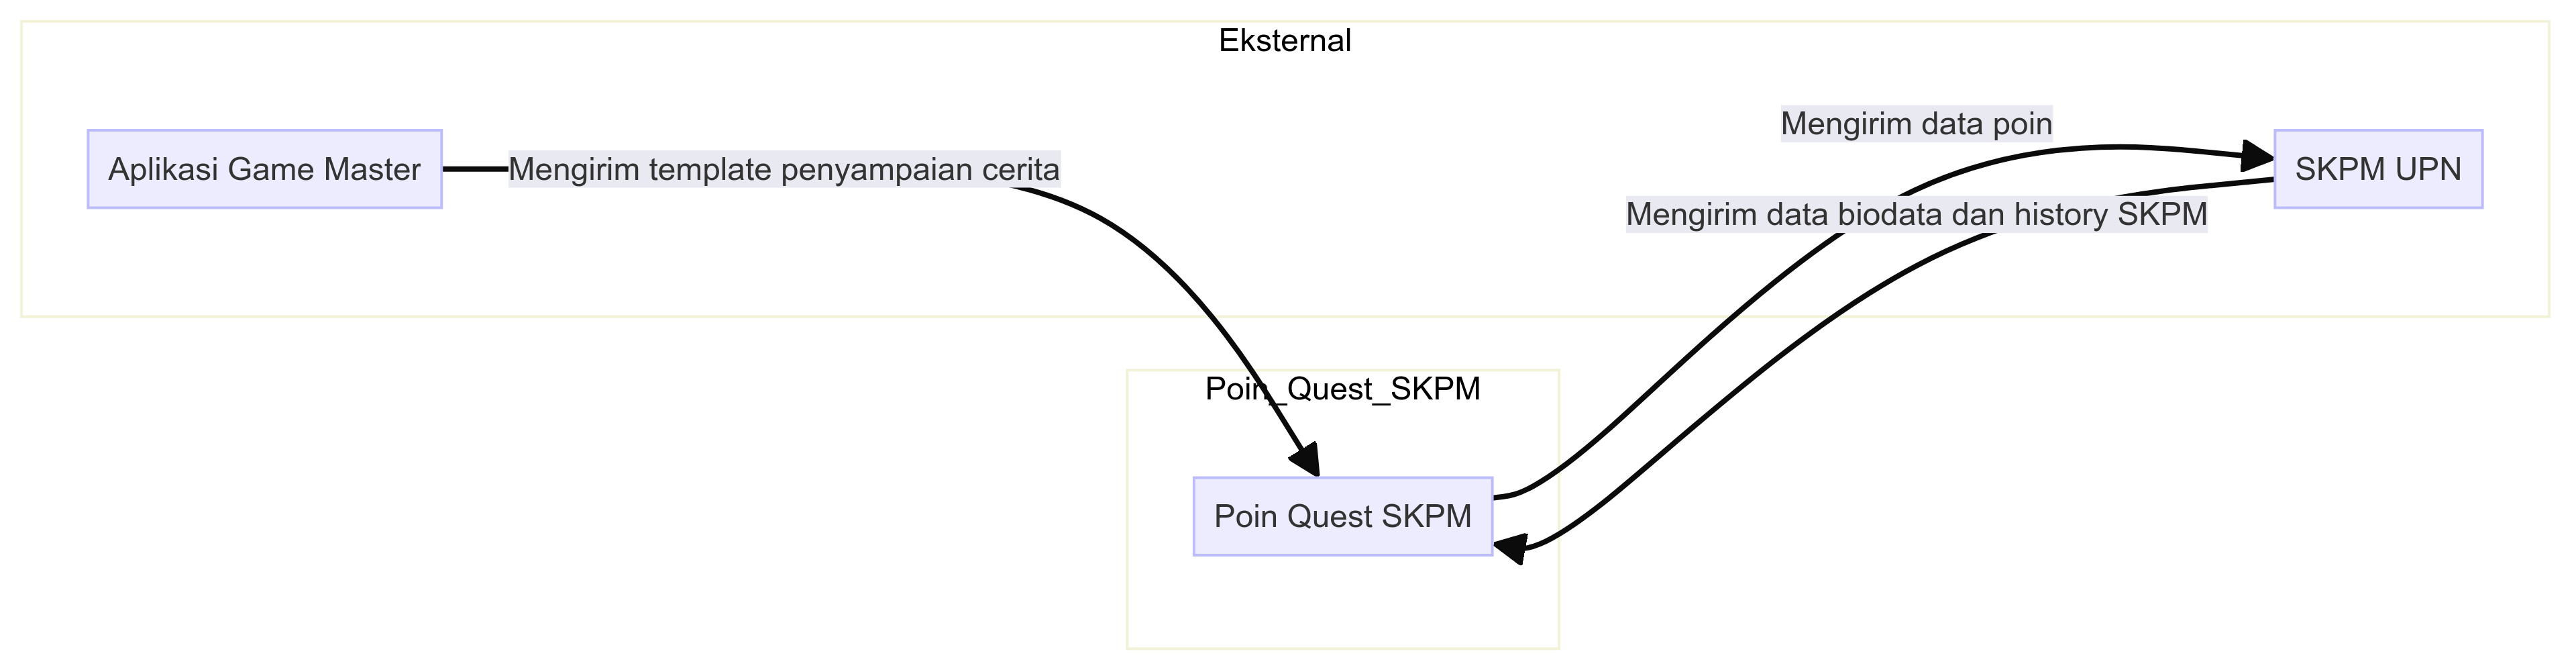 Eksternal
Mengirim data poin
Aplikasi Game Master
Mengirim template penyampaian cerita
SKPM UPN
Mengirim data biodata dan history SKPM
Poin_Quest_SKPM
Poin Quest SKPM